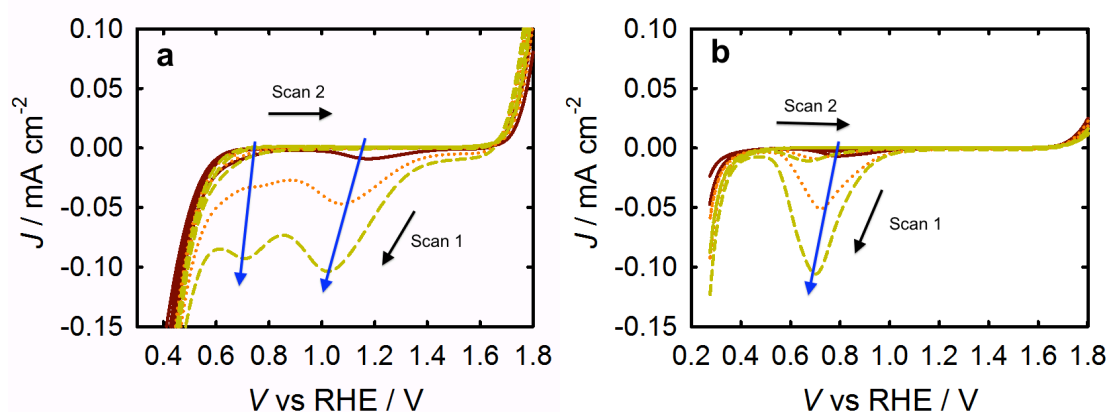 a
Scan 2
Scan 1
0.10
0.05
0.00
-0.05
-0.10
-0.15
J / mA cm-2
0.4 0.6 0.8 1.0 1.2 1.4 1.6 1.8
V vs RHE / V
b
Scan 2
Scan 1
0.10
0.05
0.00
-0.05
-0.10
-0.15
J / mA cm-2
0.2 0.4 0.6 0.8 1.0 1.2 1.4 1.6 1.8
V vs RHE / V